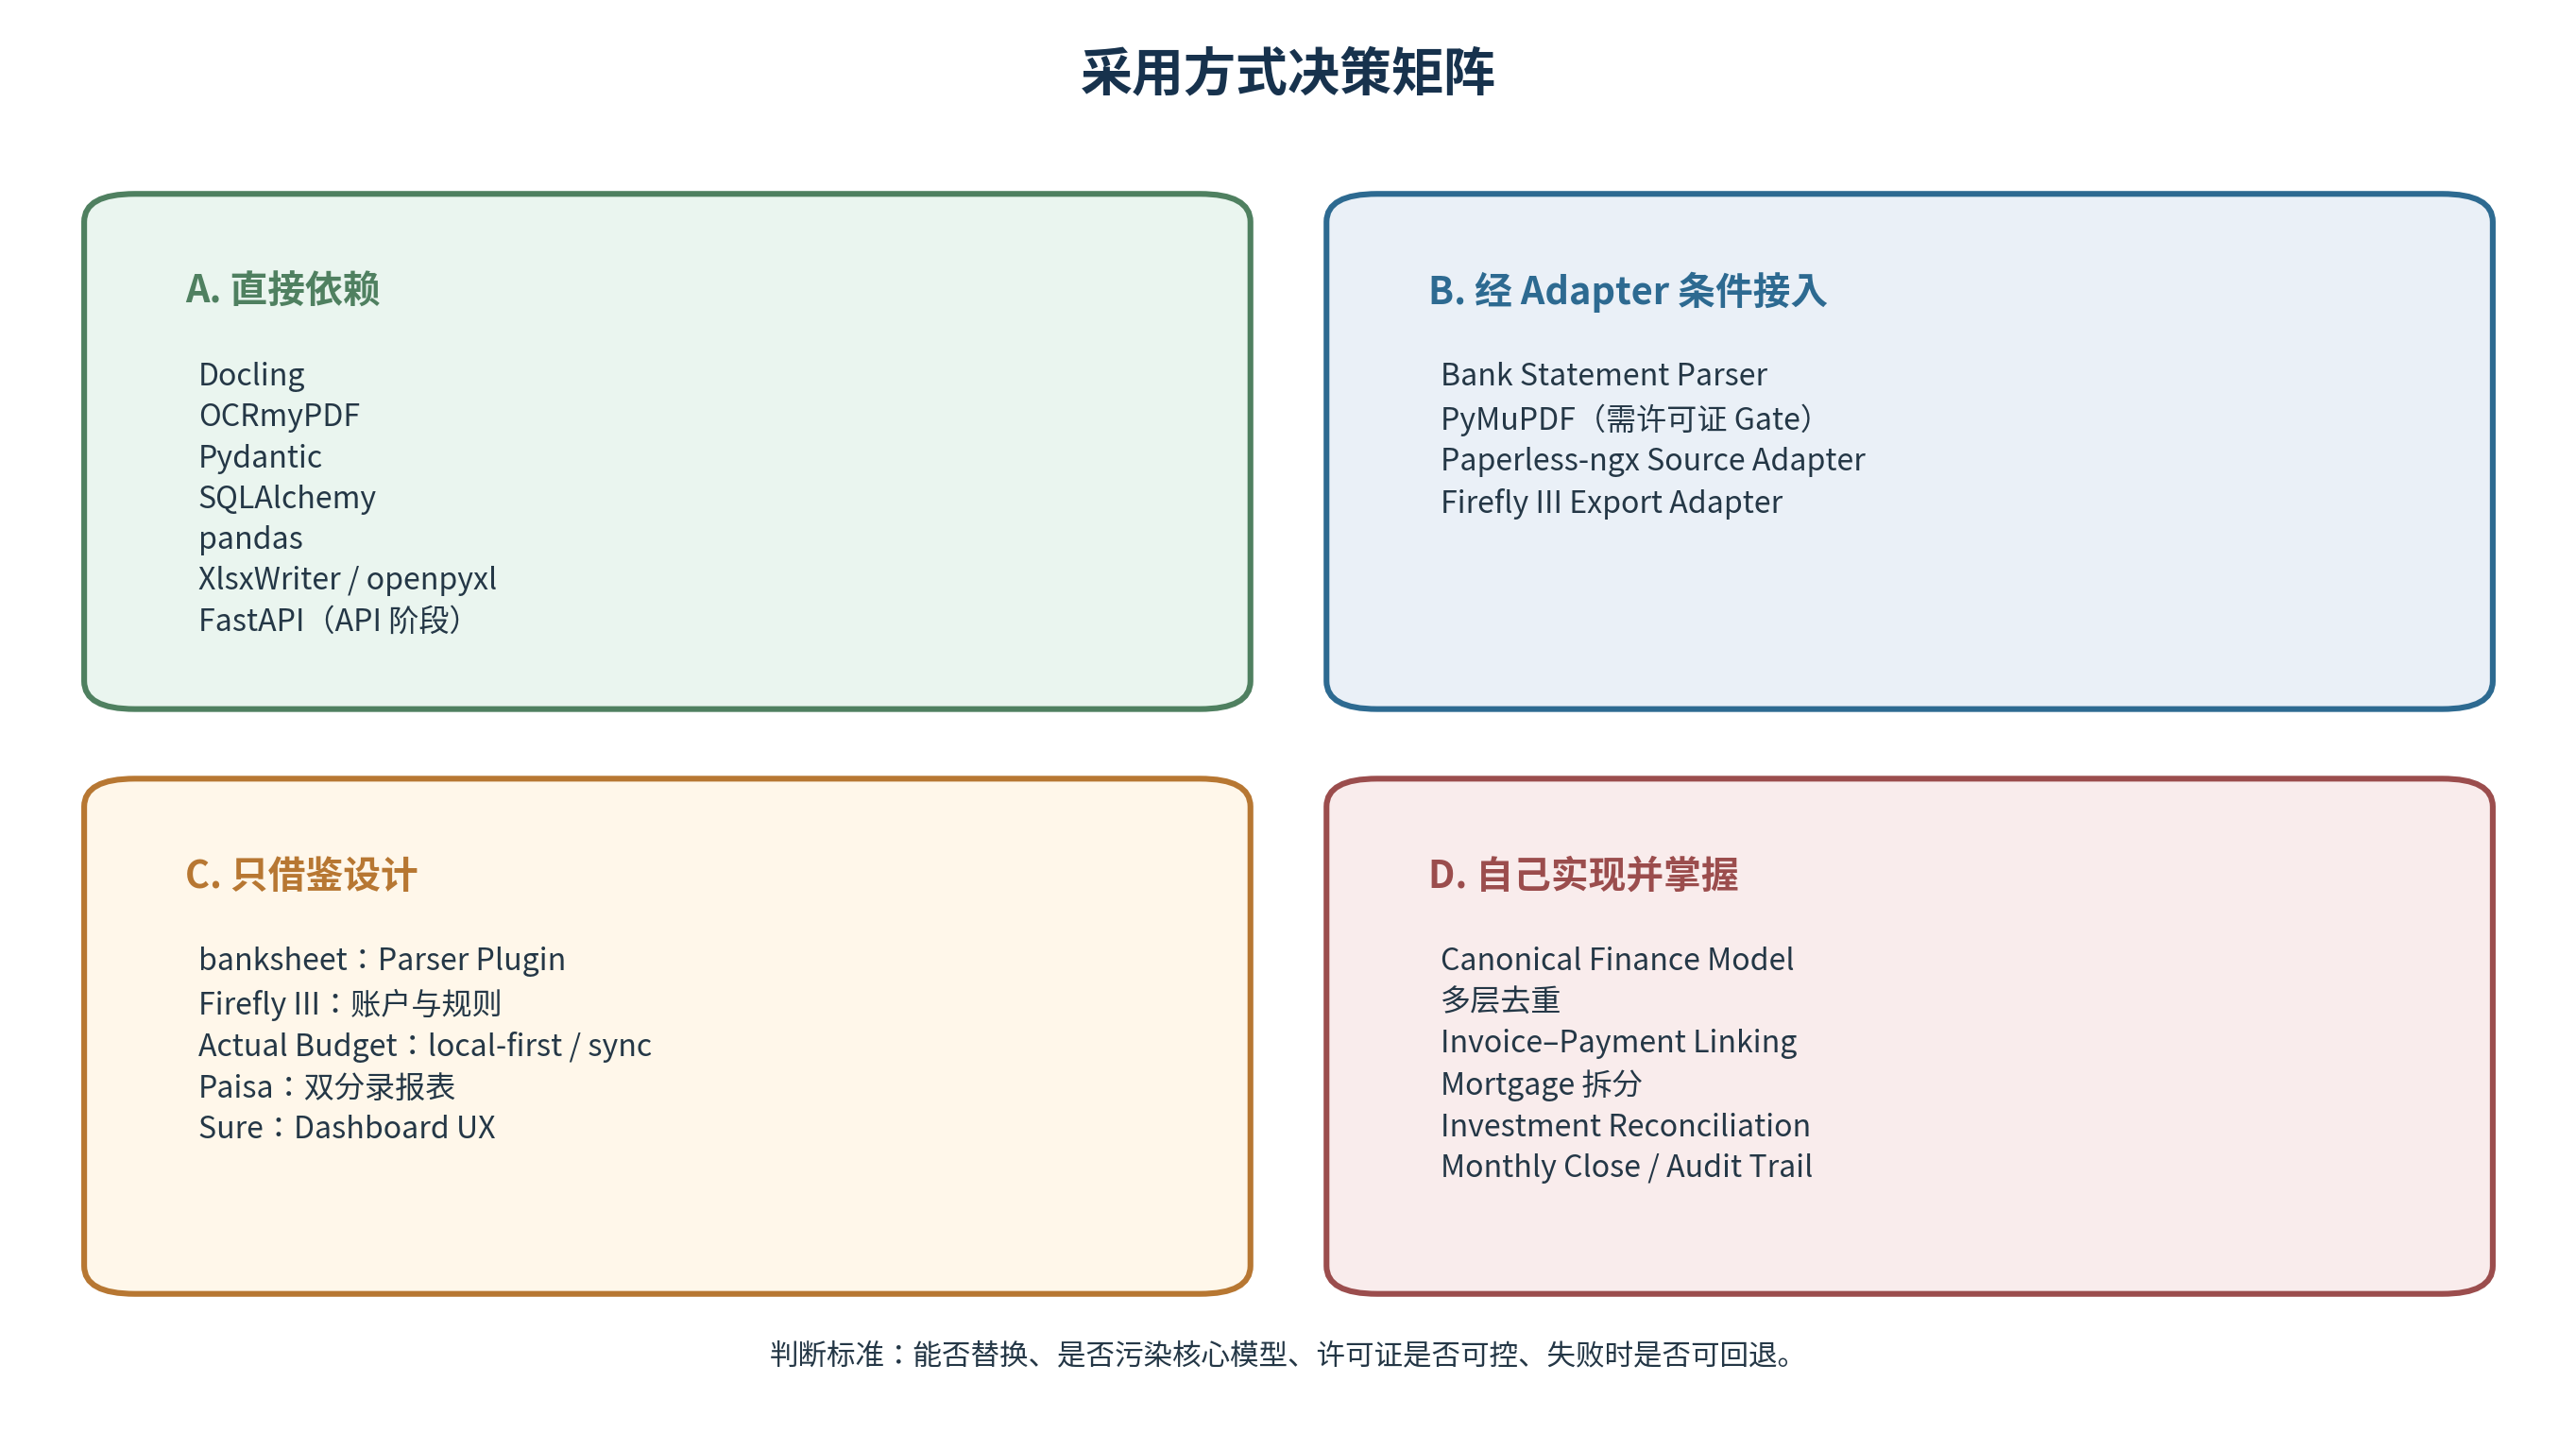 采用方式决策矩阵
A. 直接依赖
Docling
OCRmyPDF
Pydantic
SQLAlchemy
pandas
XlsxWriter / openpyxl
FastAPI（API 阶段）
B. 经 Adapter 条件接入
Bank Statement Parser
PyMuPDF（需许可证 Gate）
Paperless-ngx Source Adapter
Firefly III Export Adapter
C. 只借鉴设计
banksheet：Parser Plugin
Firefly III：账户与规则
Actual Budget：local-first / sync
Paisa：双分录报表
Sure：Dashboard UX
D. 自己实现并掌握
Canonical Finance Model
多层去重
Invoice–Payment Linking
Mortgage 拆分
Investment Reconciliation
Monthly Close / Audit Trail
判断标准：能否替换、是否污染核心模型、许可证是否可控、失败时是否可回退。